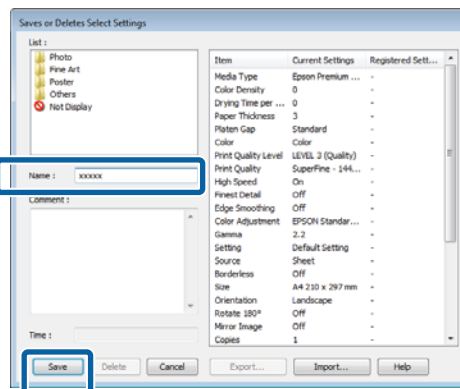 Saves or Deletes Select Settings
List :
Photo
Fine Art
Poster
Others
Not Display
Name : xxxxx
Comment :
Time :
Item Current Settings Registered Sett...
Media Type Epson Premium ... -
Color Density 0 -
Drying Time per ... 0 -
Paper Thickness 3 -
Platen Gap Standard -
Color Color -
Print Quality Level LEVEL 3 (Quality) -
Print Quality SuperFine - 144... -
High Speed On -
Finest Detail Off -
Edge Smoothing Off -
Color Adjustment EPSON Standar... -
Gamma 2.2 -
Setting Default Setting -
Source Sheet -
Borderless Off -
Size A4 210 x 297 mm -
Orientation Landscape -
Rotate 180° Off -
Mirror Image Off -
Copies 1 -
Save Delete Cancel Export... Import... Help